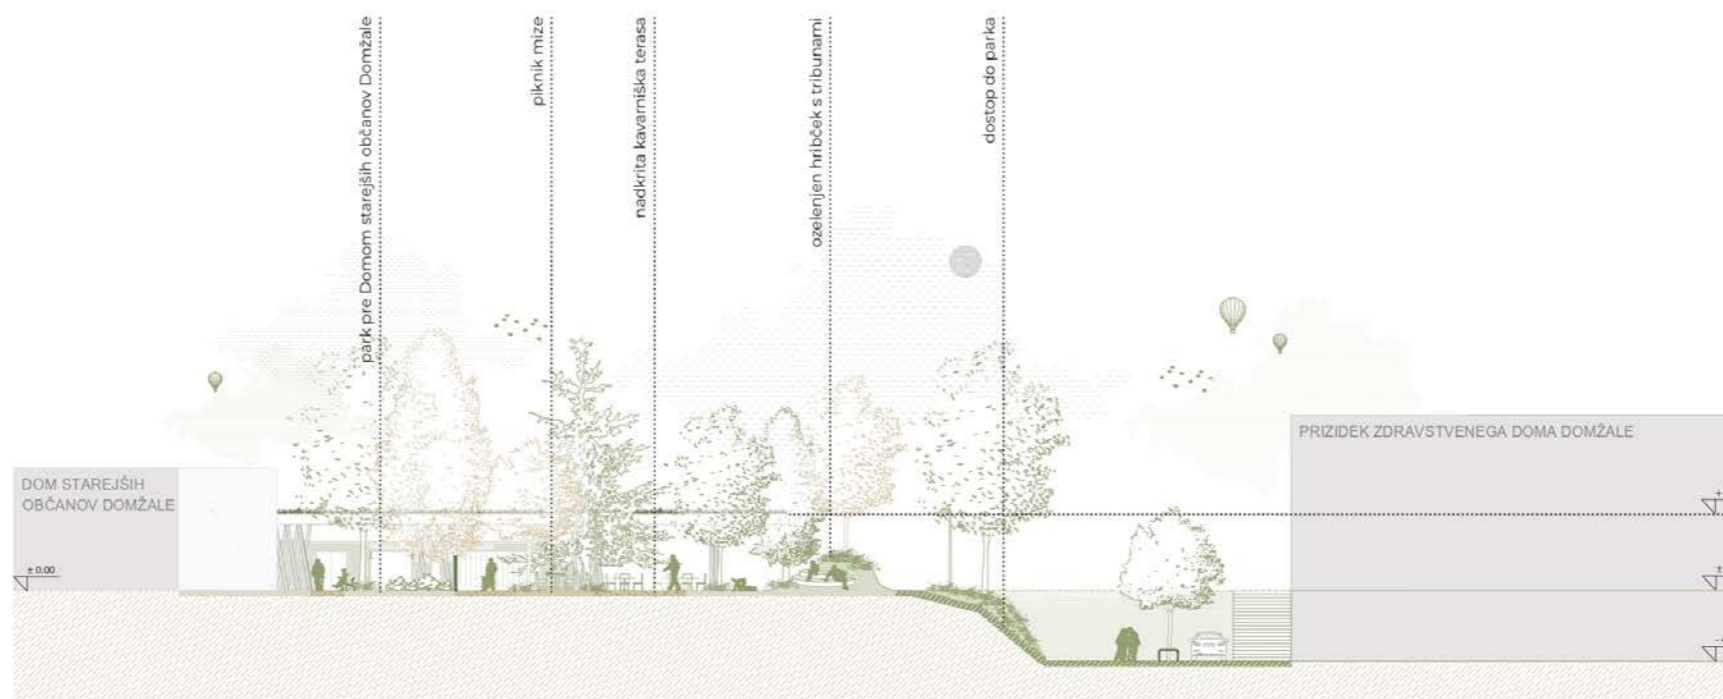 park pre Domom starejših občanov Domžale
piknik mize
nadkrita kavarniška terasa
ozelenjen hribček s tribunami
dostop do parka
DOM STAREJŠIH
OBČANOV DOMŽALE
± 0.00
PRIZIDEK ZDRAVSTVENEGA DOMA DOMŽALE